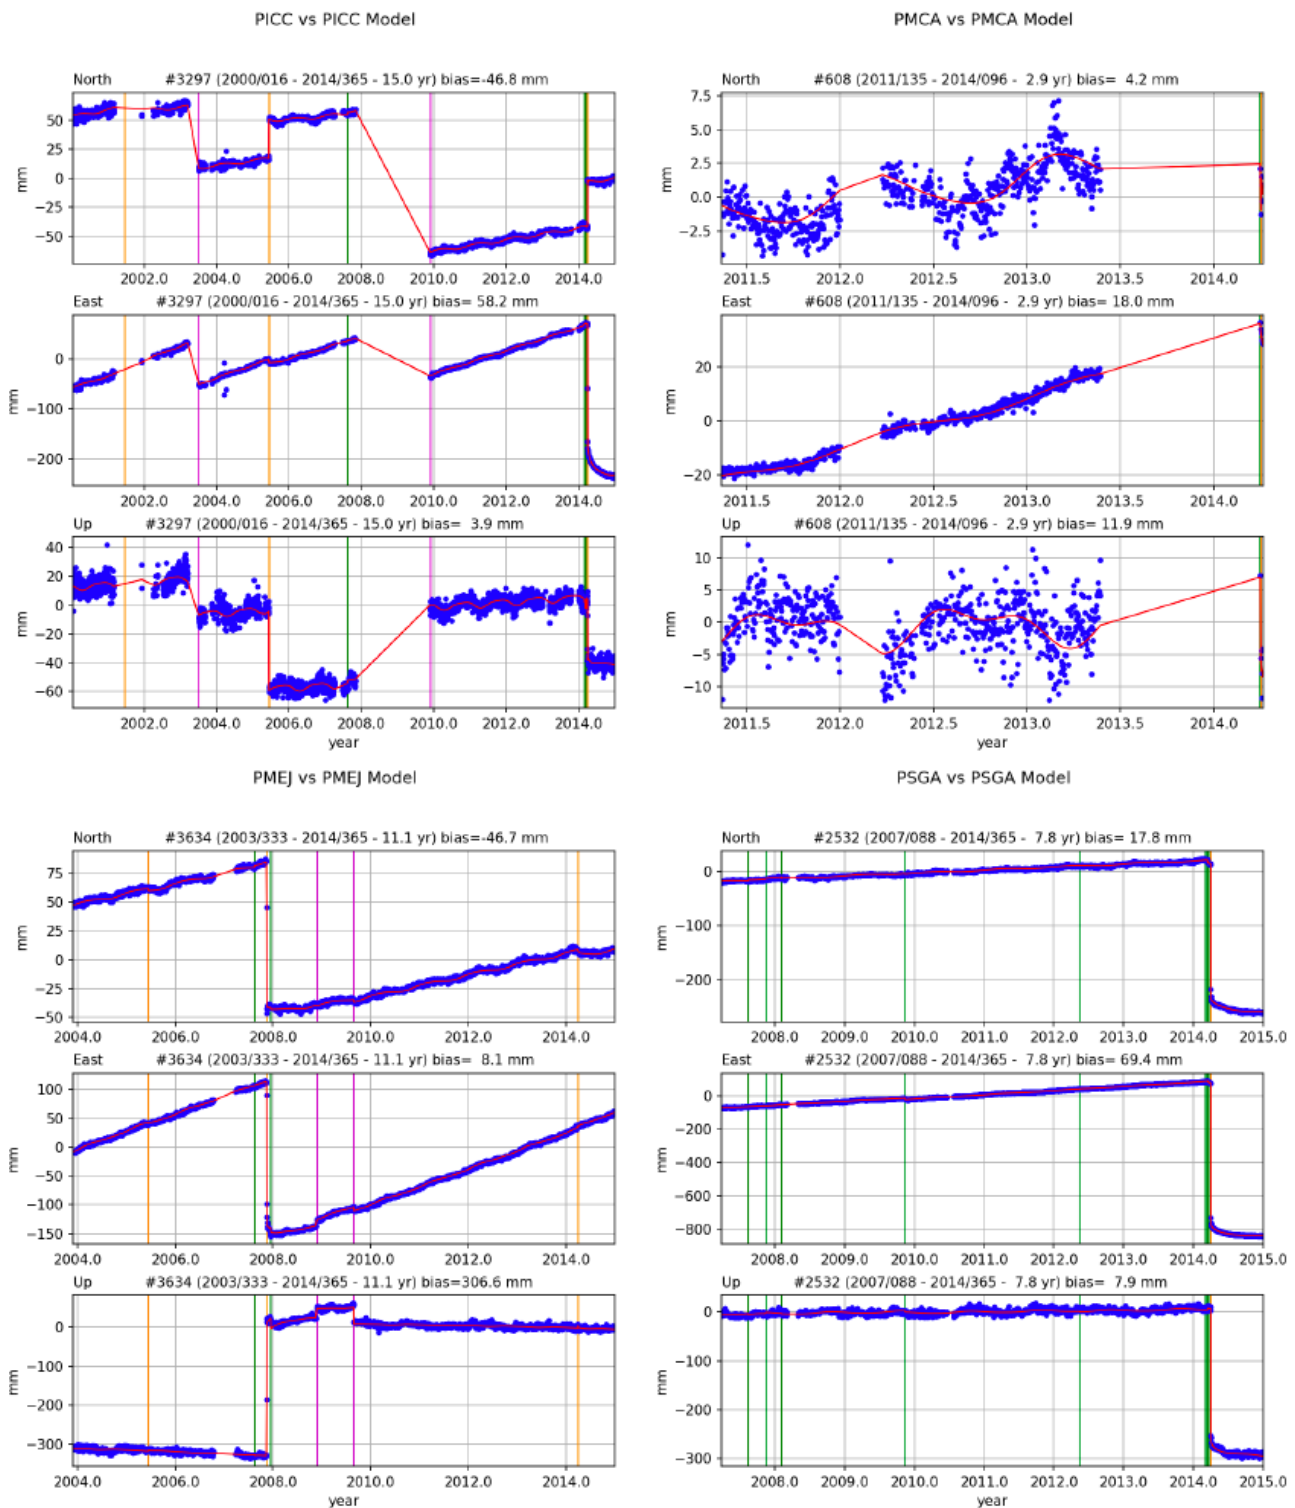 PICC vs PICC Model
North #3297 (2000/016 - 2014/365 - 15.0 yr) bias=-46.8 mm
50
25
0
−25
−50
mm
2002.0 2004.0 2006.0 2008.0 2010.0 2012.0 2014.0
East #3297 (2000/016 - 2014/365 - 15.0 yr) bias= 58.2 mm
0
−100
−200
mm
2002.0 2004.0 2006.0 2008.0 2010.0 2012.0 2014.0
Up #3297 (2000/016 - 2014/365 - 15.0 yr) bias= 3.9 mm
40
20
0
−20
−40
−60
mm
2002.0 2004.0 2006.0 2008.0 2010.0 2012.0 2014.0
year
PMCA vs PMCA Model
North #608 (2011/135 - 2014/096 - 2.9 yr) bias= 4.2 mm
7.5
5.0
2.5
0.0
−2.5
mm
2011.5 2012.0 2012.5 2013.0 2013.5 2014.0
East #608 (2011/135 - 2014/096 - 2.9 yr) bias= 18.0 mm
20
0
−20
mm
2011.5 2012.0 2012.5 2013.0 2013.5 2014.0
Up #608 (2011/135 - 2014/096 - 2.9 yr) bias= 11.9 mm
10
5
0
−5
−10
mm
2011.5 2012.0 2012.5 2013.0 2013.5 2014.0
year
PMEJ vs PMEJ Model
North #3634 (2003/333 - 2014/365 - 11.1 yr) bias=-46.7 mm
75
50
25
0
−25
−50
mm
2004.0 2006.0 2008.0 2010.0 2012.0 2014.0
East #3634 (2003/333 - 2014/365 - 11.1 yr) bias= 8.1 mm
100
50
0
−50
−100
−150
mm
2004.0 2006.0 2008.0 2010.0 2012.0 2014.0
Up #3634 (2003/333 - 2014/365 - 11.1 yr) bias=306.6 mm
0
−100
−200
−300
mm
2004.0 2006.0 2008.0 2010.0 2012.0 2014.0
year
PSGA vs PSGA Model
North #2532 (2007/088 - 2014/365 - 7.8 yr) bias= 17.8 mm
0
−100
−200
mm
2008.0 2009.0 2010.0 2011.0 2012.0 2013.0 2014.0 2015.0
East #2532 (2007/088 - 2014/365 - 7.8 yr) bias= 69.4 mm
0
−200
−400
−600
−800
mm
2008.0 2009.0 2010.0 2011.0 2012.0 2013.0 2014.0 2015.0
Up #2532 (2007/088 - 2014/365 - 7.8 yr) bias= 7.9 mm
0
−100
−200
−300
mm
2008.0 2009.0 2010.0 2011.0 2012.0 2013.0 2014.0 2015.0
year